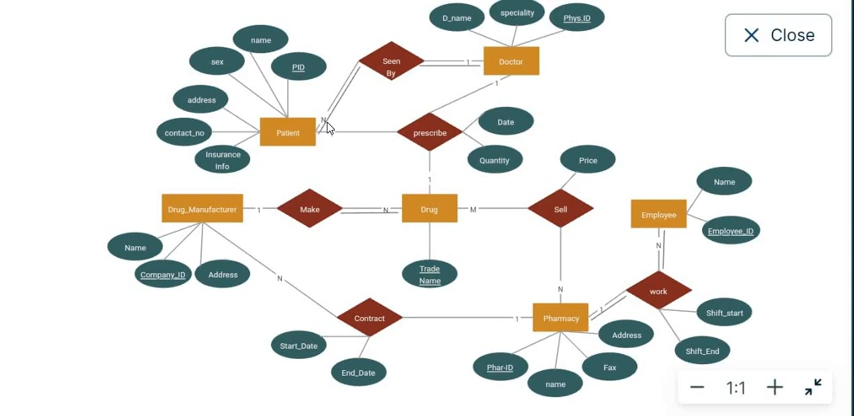 D_name
speciality
Phys.ID
Close
name
sex
PID
Seen
By
1
Doctor
1
N
address
contact_no
Patient
prescribe
Date
Quantity
Insurance
Info
Price
1
Name
Employee
Employee_ID
Drug_Manufacturer
1
Make
N
Drug
M
Sell
N
Name
Company_ID
Address
Trade
Name
N
N
work
1
Shift_start
Contract
1
Pharmacy
Address
Shift_End
Start_Date
End_Date
Phar-ID
name
Fax
1:1